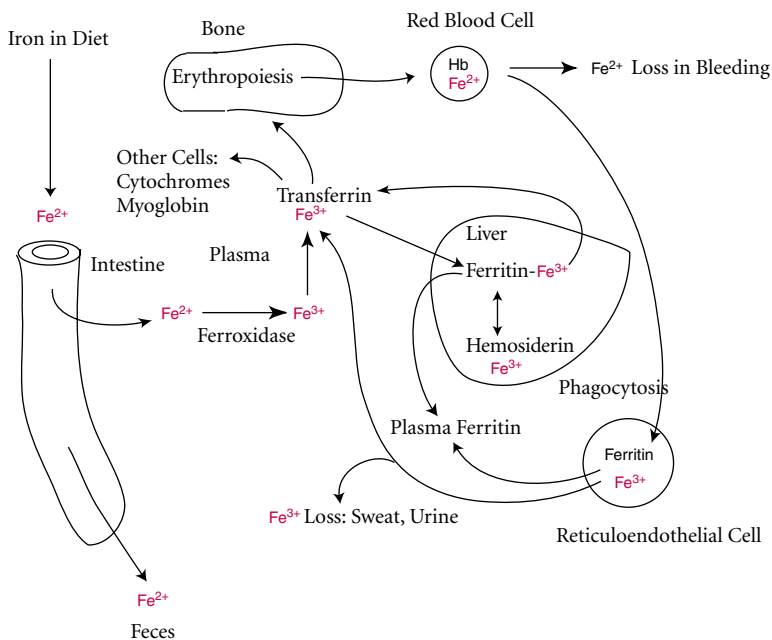 Iron in Diet
Fe²⁺
Intestine
Fe²⁺
Feces
Fe²⁺
Ferroxidase
Fe³⁺
Plasma
Bone
Erythropoiesis
Other Cells:
Cytochromes
Myoglobin
Transferrin
Fe³⁺
Red Blood Cell
Hb
Fe²⁺
Fe²⁺ Loss in Bleeding
Liver
Ferritin-Fe³⁺
Hemosiderin
Fe³⁺
Phagocytosis
Plasma Ferritin
Ferritin
Fe³⁺
Reticuloendothelial Cell
Fe³⁺ Loss: Sweat, Urine